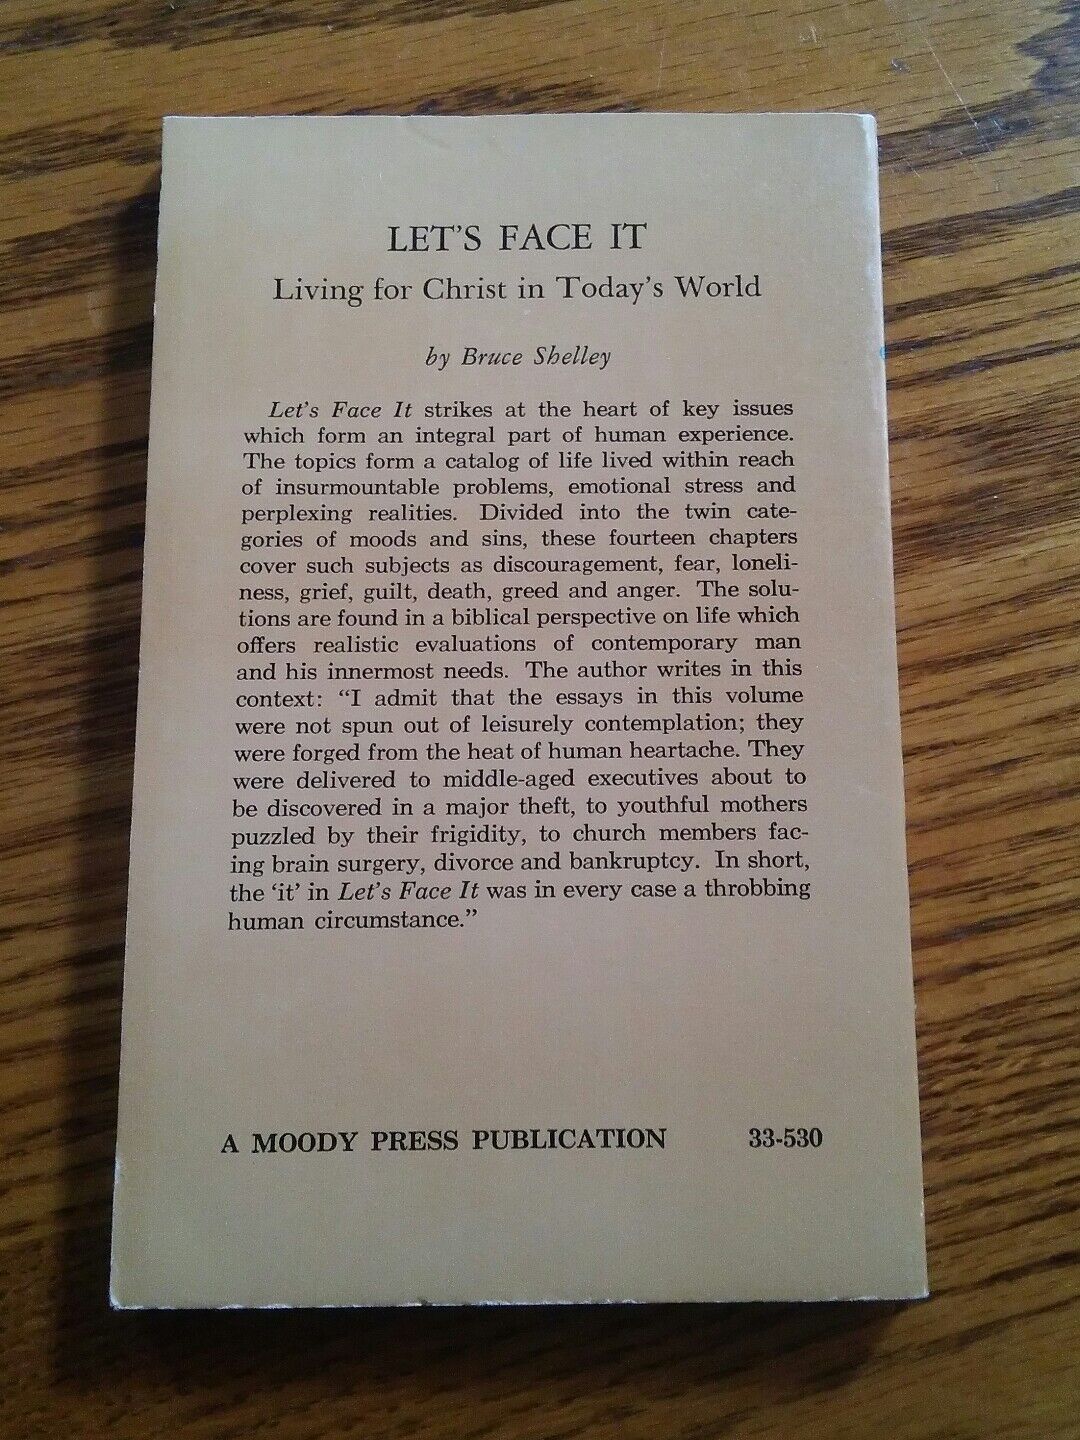 LET'S FACE IT
Living for Christ in Today's World
by Bruce Shelley
Let's Face It strikes at the heart of key issues
which form an integral part of human experience.
The topics form a catalog of life lived within reach
of insurmountable problems, emotional stress and
perplexing realities. Divided into the twin cate-
gories of moods and sins, these fourteen chapters
cover such subjects as discouragement, fear, loneli-
ness, grief, guilt, death, greed and anger. The solu-
tions are found in a biblical perspective on life which
offers realistic evaluations of contemporary man
and his innermost needs. The author writes in this
context: “I admit that the essays in this volume
were not spun out of leisurely contemplation; they
were forged from the heat of human heartache. They
were delivered to middle-aged executives about to
be discovered in a major theft, to youthful mothers
puzzled by their frigidity, to church members fac-
ing brain surgery, divorce and bankruptcy. In short,
the ‘it’ in Let's Face It was in every case a throbbing
human circumstance.”
A MOODY PRESS PUBLICATION 33-530